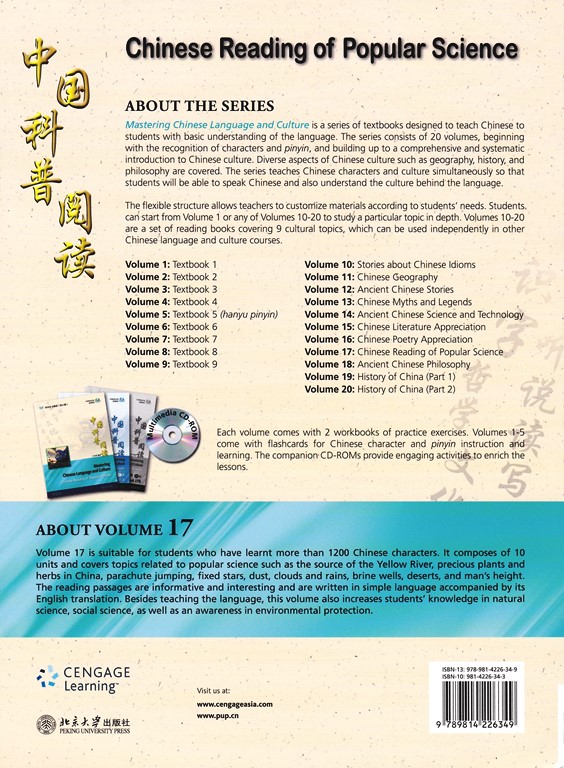 中国科普阅读
Chinese Reading of Popular Science
ABOUT THE SERIES
Mastering Chinese Language and Culture is a series of textbooks designed to teach Chinese to
students with basic understanding of the language. The series consists of 20 volumes, beginning
with the recognition of characters and pinyin, and building up to a comprehensive and systematic
introduction to Chinese culture. Diverse aspects of Chinese culture such as geography, history, and
philosophy are covered. The series teaches Chinese characters and culture simultaneously so that
students will be able to speak Chinese and also understand the culture behind the language.
The flexible structure allows teachers to customize materials according to students' needs. Students
can start from Volume 1 or any of Volumes 10-20 to study a particular topic in depth. Volumes 10-20
are a set of reading books covering 9 cultural topics, which can be used independently in other
Chinese language and culture courses.
Volume 1: Textbook 1
Volume 2: Textbook 2
Volume 3: Textbook 3
Volume 4: Textbook 4
Volume 5: Textbook 5 (hanyu pinyin)
Volume 6: Textbook 6
Volume 7: Textbook 7
Volume 8: Textbook 8
Volume 9: Textbook 9
Volume 10: Stories about Chinese Idioms
Volume 11: Chinese Geography
Volume 12: Ancient Chinese Stories
Volume 13: Chinese Myths and Legends
Volume 14: Ancient Chinese Science and Technology
Volume 15: Chinese Literature Appreciation
Volume 16: Chinese Poetry Appreciation
Volume 17: Chinese Reading of Popular Science
Volume 18: Ancient Chinese Philosophy
Volume 19: History of China (Part 1)
Volume 20: History of China (Part 2)
识字 听说读写
哲学文化
中国科普阅读
Mastering
Chinese Language and Culture
Multimedia CD-ROM
Each volume comes with 2 workbooks of practice exercises. Volumes 1-5
come with flashcards for Chinese character and pinyin instruction and
learning. The companion CD-ROMs provide engaging activities to enrich the
lessons.
ABOUT VOLUME 17
Volume 17 is suitable for students who have learnt more than 1200 Chinese characters. It composes of 10
units and covers topics related to popular science such as the source of the Yellow River, precious plants and
herbs in China, parachute jumping, fixed stars, dust, clouds and rains, brine wells, deserts, and man's height.
The reading passages are informative and interesting and are written in simple language accompanied by its
English translation. Besides teaching the language, this volume also increases students' knowledge in natural
science, social science, as well as an awareness in environmental protection.
CENGAGE
Learning™
北京大学出版社
PEKING UNIVERSITY PRESS
Visit us at:
www.cengageasia.com
www.pup.cn
ISBN-13: 978-981-4226-34-9
ISBN-10: 981-4226-34-3
9 789814 226349